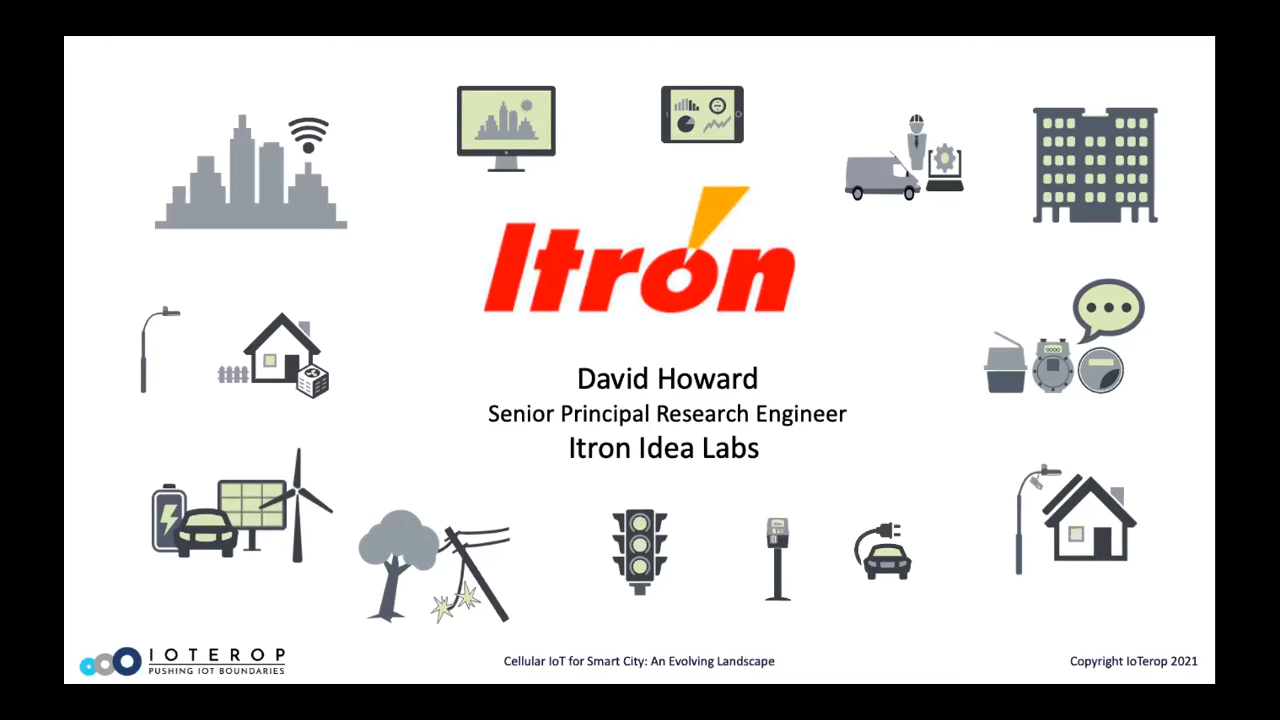 Itron
David Howard
Senior Principal Research Engineer
Itron Idea Labs
IOTEROP
PUSHING IOT BOUNDARIES
Cellular IoT for Smart City: An Evolving Landscape
Copyright IoTerop 2021